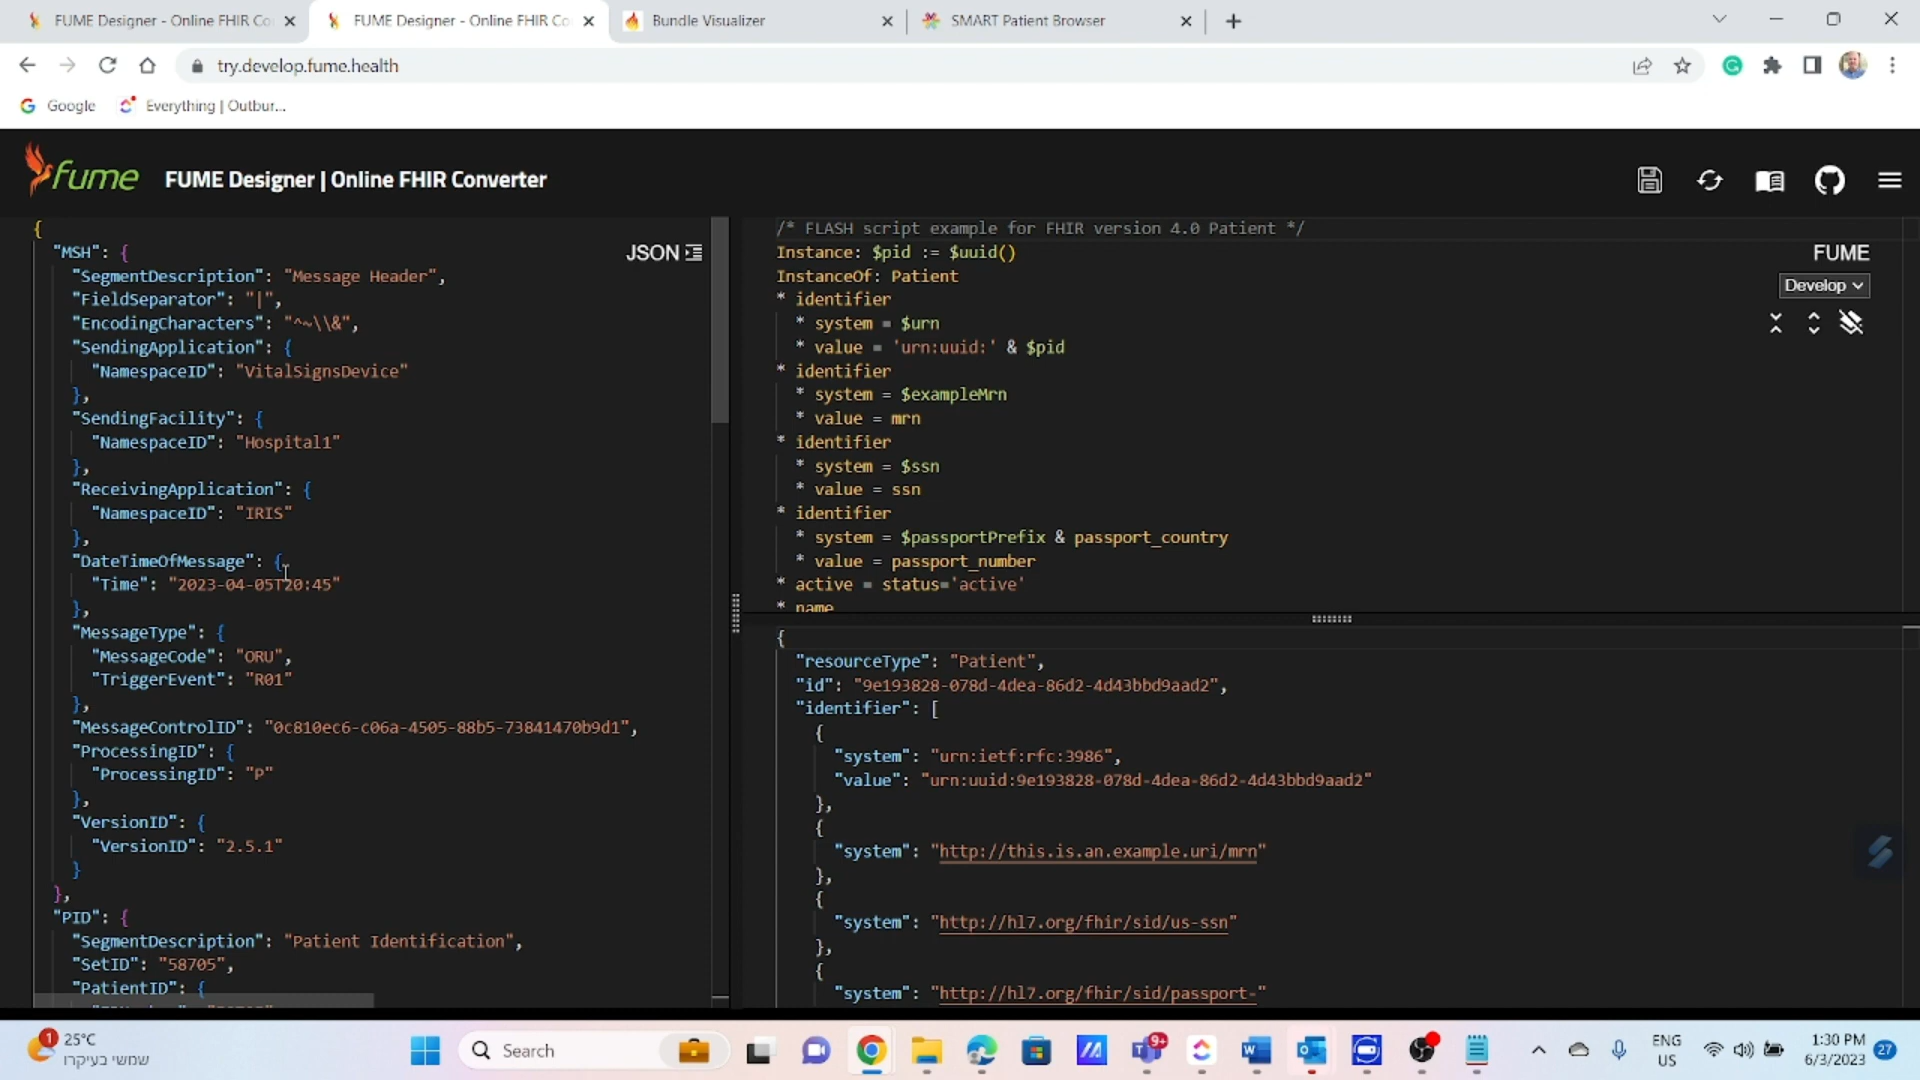 FUME Designer - Online FHIR Co
FUME Designer - Online FHIR Co
Bundle Visualizer
SMART Patient Browser
try.develop.fume.health
Google
Everything | Outbur...
fume
FUME Designer | Online FHIR Converter
{
"MSH": {
JSON
"SegmentDescription": "Message Header",
"FieldSeparator": "|",
"EncodingCharacters": "^~\\&",
"SendingApplication": {
"NamespaceID": "VitalSignsDevice"
},
"SendingFacility": {
"NamespaceID": "Hospital1"
},
"ReceivingApplication": {
"NamespaceID": "IRIS"
},
"DateTimeOfMessage": {
"Time": "2023-04-05T20:45"
},
"MessageType": {
"MessageCode": "ORU",
"TriggerEvent": "R01"
},
"MessageControlID": "0c810ec6-c06a-4505-88b5-73841470b9d1",
"ProcessingID": {
"ProcessingID": "P"
},
"VersionID": {
"VersionID": "2.5.1"
}
},
"PID": {
"SegmentDescription": "Patient Identification",
"SetID": "58705",
"PatientID": {
/* FLASH script example for FHIR version 4.0 Patient */
Instance: $pid := $uuid()
FUME
InstanceOf: Patient
Develop
* identifier
* system = $urn
* value = 'urn:uuid:' & $pid
* identifier
* system = $exampleMrn
* value = mrn
* identifier
* system = $ssn
* value = ssn
* identifier
* system = $passportPrefix & passport_country
* value = passport_number
* active = status='active'
* name
{
"resourceType": "Patient",
"id": "9e193828-078d-4dea-86d2-4d43bbd9aad2",
"identifier": [
{
"system": "urn:ietf:rfc:3986",
"value": "urn:uuid:9e193828-078d-4dea-86d2-4d43bbd9aad2"
},
{
"system": "http://this.is.an.example.uri/mrn"
},
{
"system": "http://hl7.org/fhir/sid/us-ssn"
},
{
"system": "http://hl7.org/fhir/sid/passport-"
1
25°C
שמשי בעיקרו
Search
9+
ENG
US
1:30 PM
6/3/2023
27